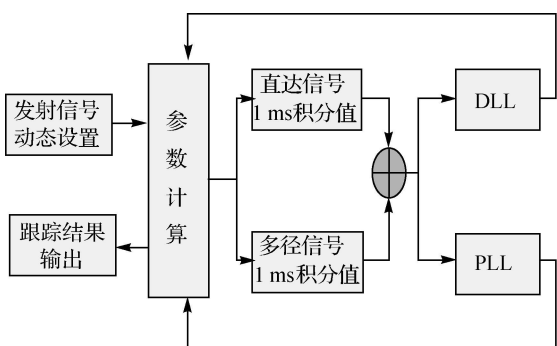 发射信号
动态设置
跟踪结果
输出
参
数
计
算
直达信号
1 ms积分值
多径信号
1 ms积分值
DLL
PLL